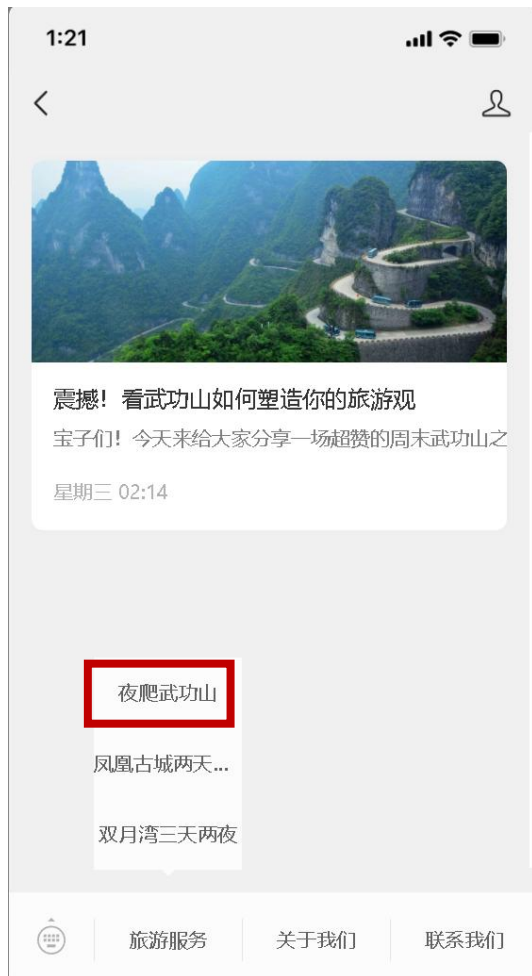 1:21
震撼！看武功山如何塑造你的旅游观
宝子们！今天来给大家分享一场超赞的周末武功山之
星期三 02:14
夜爬武功山
凤凰古城两天...
双月湾三天两夜
旅游服务
关于我们
联系我们